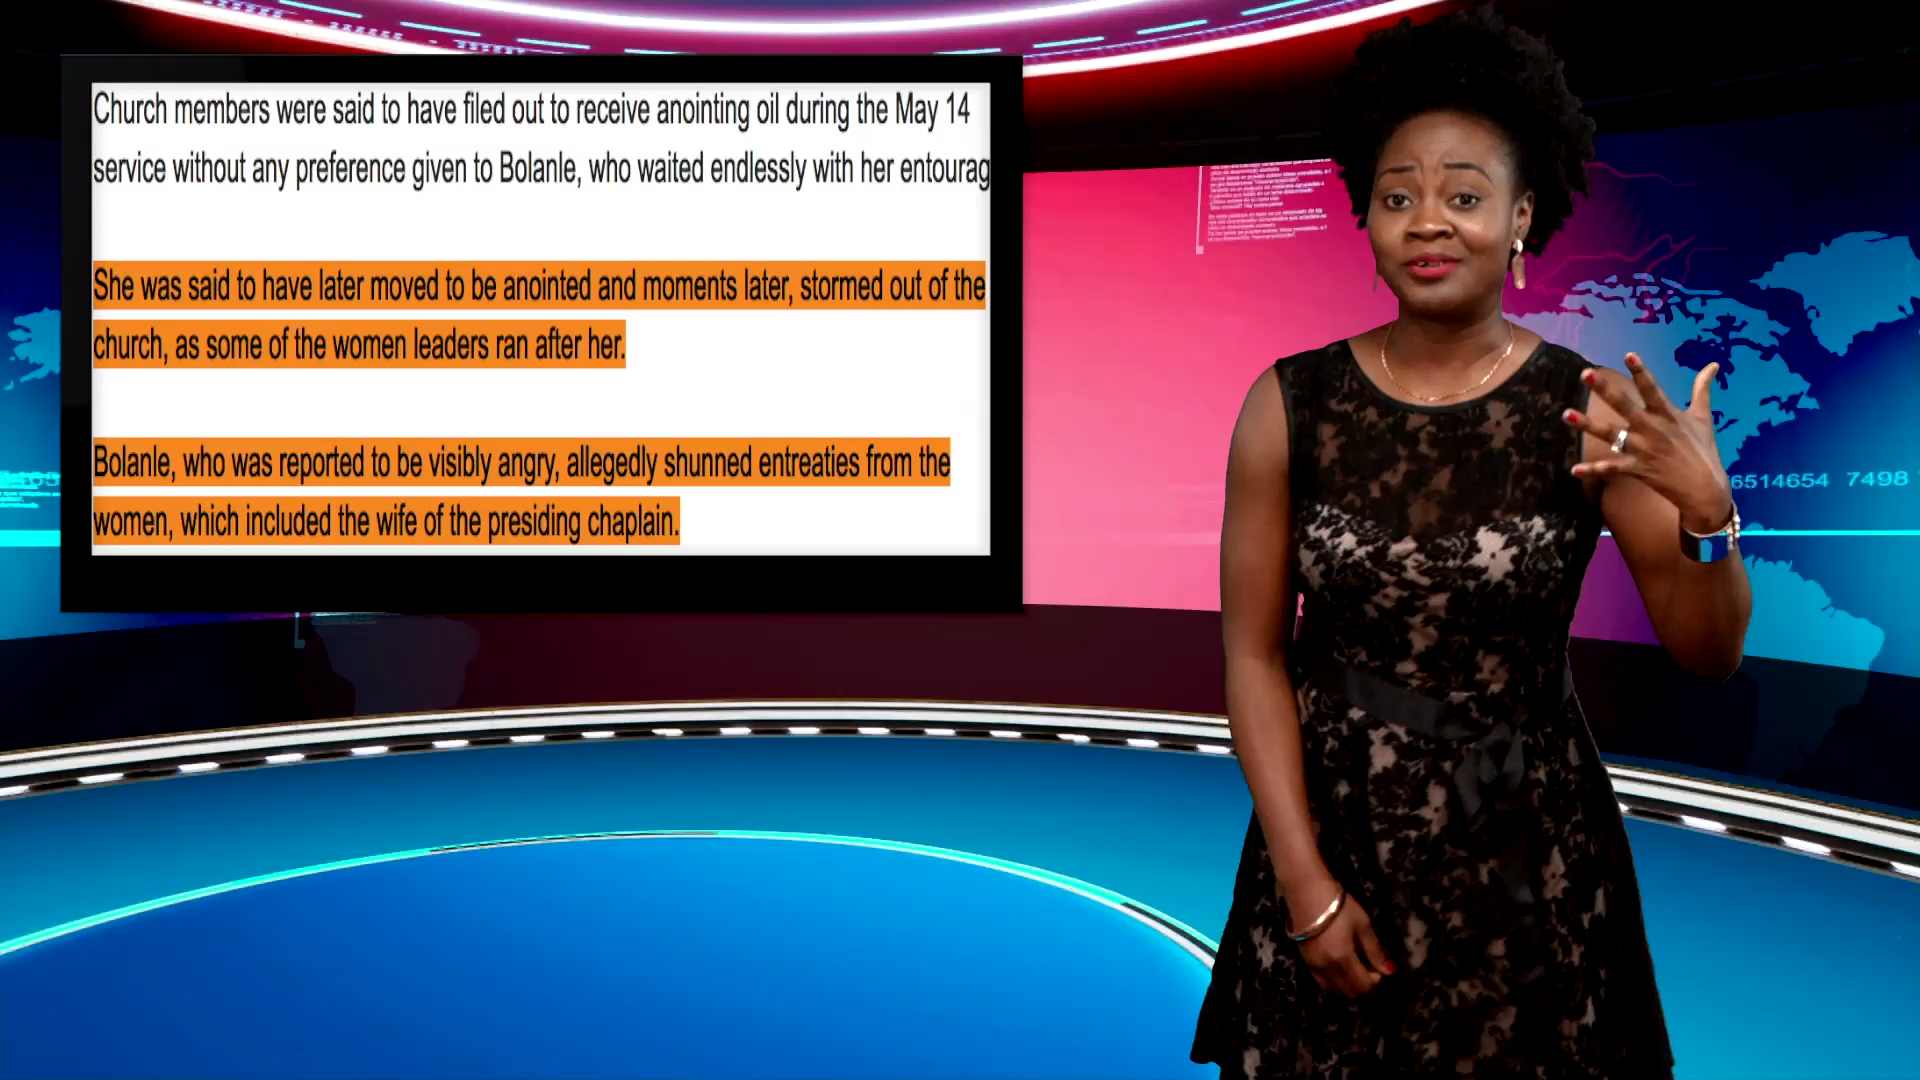 Church members were said to have filed out to receive anointing oil during the May 14
service without any preference given to Bolanle, who waited endlessly with her entourag
She was said to have later moved to be anointed and moments later, stormed out of the
church, as some of the women leaders ran after her.
Bolanle, who was reported to be visibly angry, allegedly shunned entreaties from the
women, which included the wife of the presiding chaplain.
6514654 7498